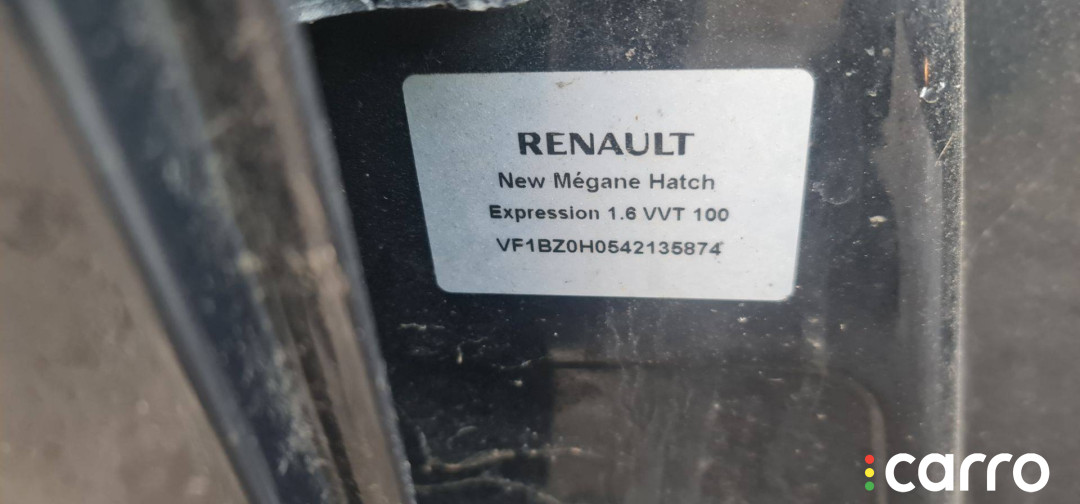 RENAULT
New Mégane Hatch
Expression 1.6 VVT 100
VF1BZ0H0542135874
carro